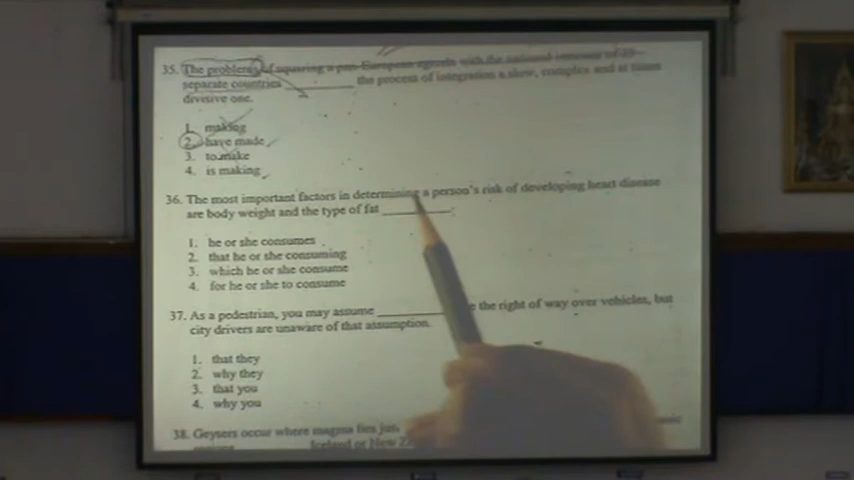 35. The problems of squaring a pan-European agenda with the national interests of
separate countries ________ the process of integration a slow, complex and at times
divisive one.
1. making
2. have made
3. to make
4. is making
36. The most important factors in determining a person's risk of developing heart disease
are body weight and the type of fat ________.
1. he or she consumes
2. that he or she consuming
3. which he or she consume
4. for he or she to consume
37. As a pedestrian, you may assume ________ the right of way over vehicles, but
city drivers are unaware of that assumption.
1. that they
2. why they
3. that you
4. why you
38. Geysers occur where magma lies
Iceland or New